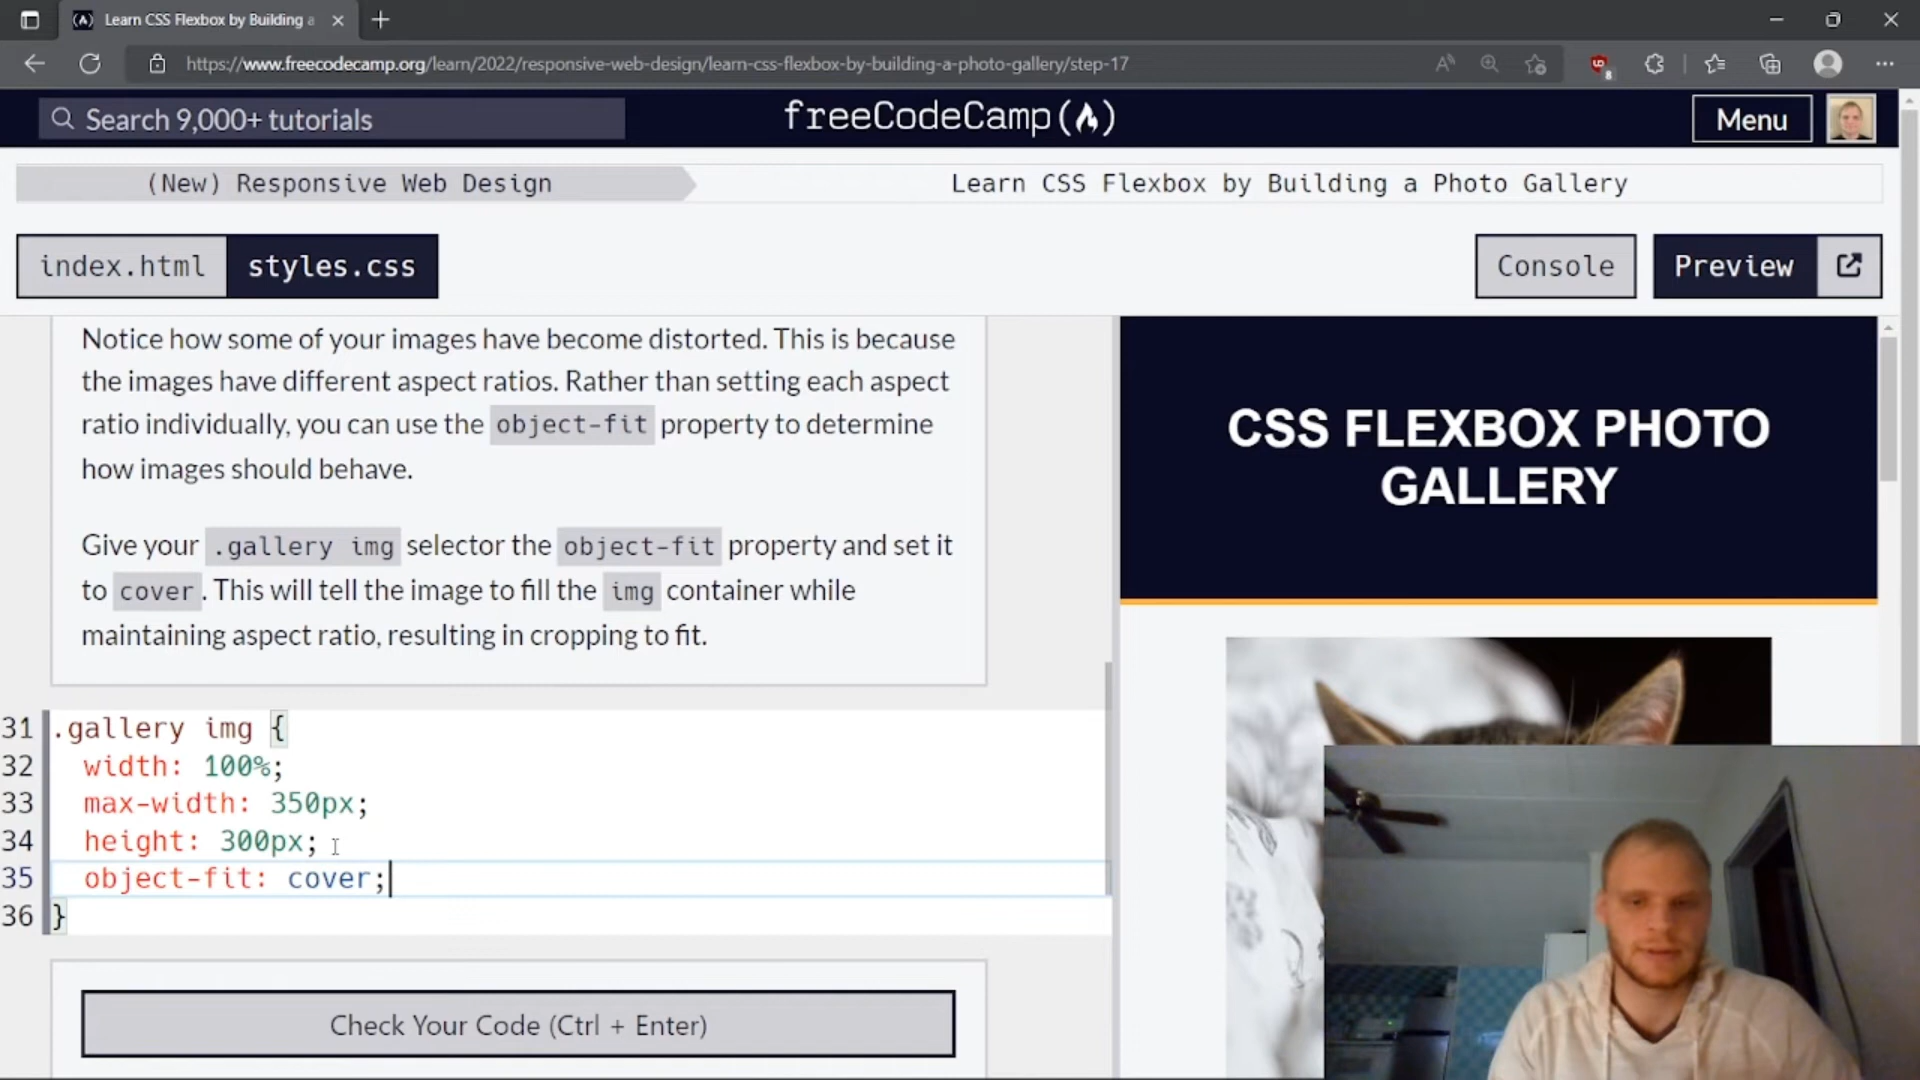 Learn CSS Flexbox by Building a
https://www.freecodecamp.org/learn/2022/responsive-web-design/learn-css-flexbox-by-building-a-photo-gallery/step-17
8
Search 9,000+ tutorials
freeCodeCamp(🔥)
Menu
(New) Responsive Web Design
Learn CSS Flexbox by Building a Photo Gallery
index.html
styles.css
Console
Preview
Notice how some of your images have become distorted. This is because
the images have different aspect ratios. Rather than setting each aspect
ratio individually, you can use the object-fit property to determine
how images should behave.
Give your .gallery img selector the object-fit property and set it
to cover. This will tell the image to fill the img container while
maintaining aspect ratio, resulting in cropping to fit.
31 .gallery img {
32 width: 100%;
33 max-width: 350px;
34 height: 300px;
35 object-fit: cover;
36 }
Check Your Code (Ctrl + Enter)
CSS FLEXBOX PHOTO
GALLERY